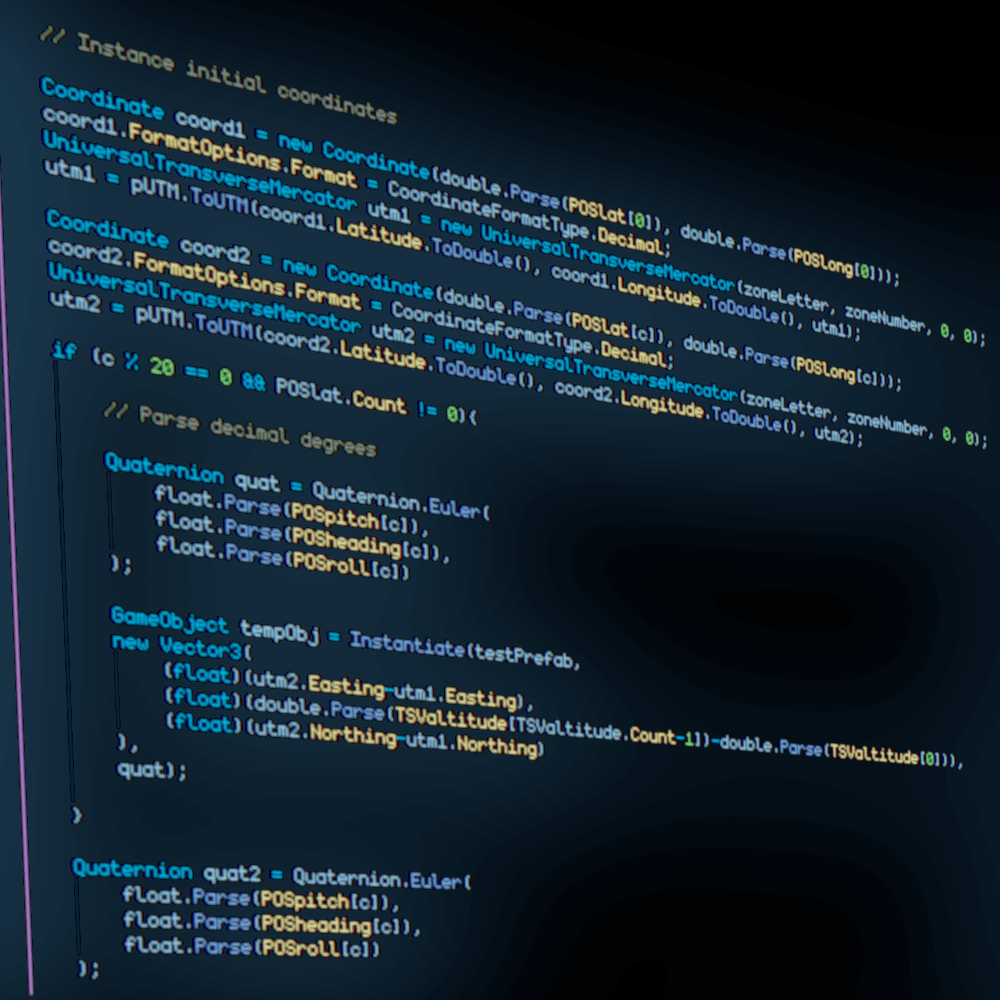 // Instance initial coordinates
Coordinate coord1 = new Coordinate(double.Parse(POSlat[0]), double.Parse(POSlong[0]));
coord1.FormatOptions.Format = CoordinateFormatType.Decimal;
UniversalTransverseMercator utm1 = new UniversalTransverseMercator(zoneLetter, zoneNumber, 0, 0);
utm1 = pUTM.ToUTM(coord1.Latitude.ToDouble(), coord1.Longitude.ToDouble(), utm1);
Coordinate coord2 = new Coordinate(double.Parse(POSlat[c]), double.Parse(POSlong[c]));
coord2.FormatOptions.Format = CoordinateFormatType.Decimal;
UniversalTransverseMercator utm2 = new UniversalTransverseMercator(zoneLetter, zoneNumber, 0, 0);
utm2 = pUTM.ToUTM(coord2.Latitude.ToDouble(), coord2.Longitude.ToDouble(), utm2);
if (c % 20 == 0 && POSlat.Count != 0){
// Parse decimal degrees
Quaternion quat = Quaternion.Euler(
float.Parse(POSpitch[c]),
float.Parse(POSheading[c]),
float.Parse(POSroll[c])
);
GameObject tempObj = Instantiate(testPrefab,
new Vector3(
(float)(utm2.Easting-utm1.Easting),
(float)(double.Parse(TSValtitude[TSValtitude.Count-1])-double.Parse(TSValtitude[0])),
(float)(utm2.Northing-utm1.Northing)
),
quat);
}
Quaternion quat2 = Quaternion.Euler(
float.Parse(POSpitch[c]),
float.Parse(POSheading[c]),
float.Parse(POSroll[c])
);